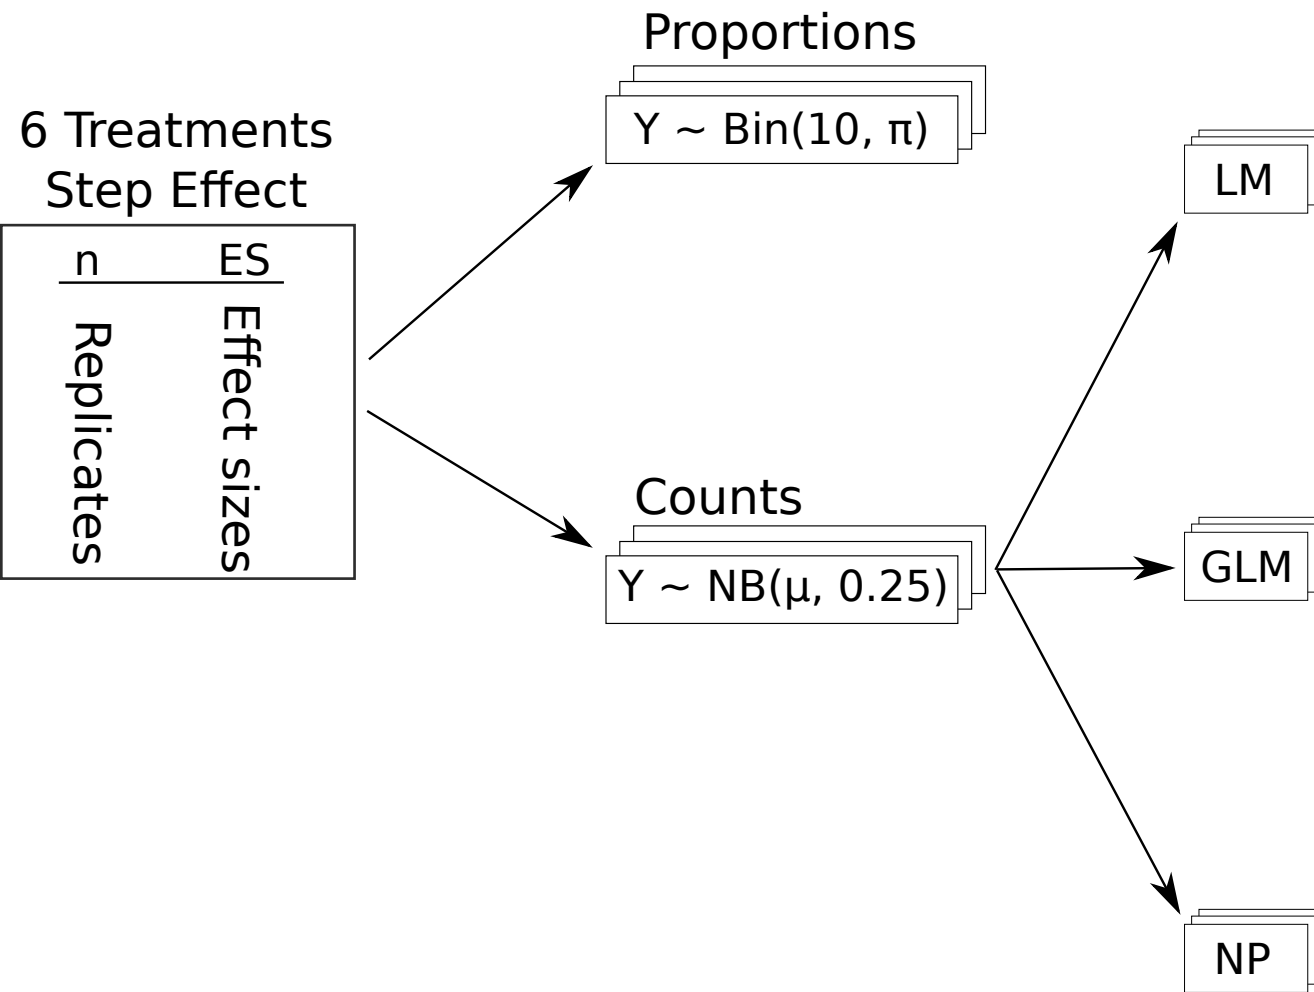 6 Treatments
Step Effect
n ES
Replicates
Effect sizes
Proportions
Y ~ Bin(10, π)
Counts
Y ~ NB(μ, 0.25)
LM
GLM
NP